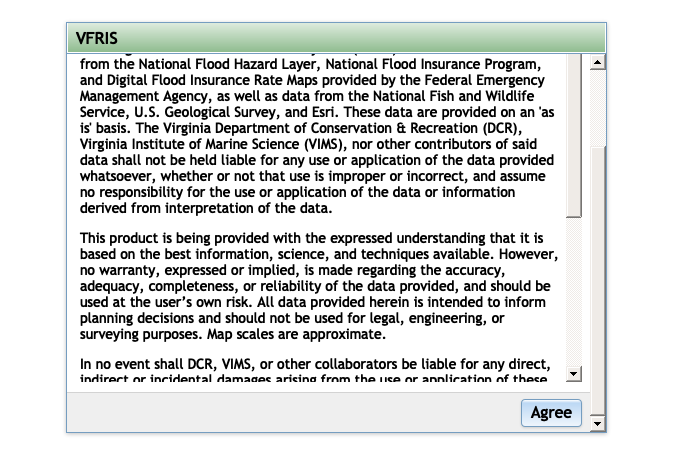 VFRIS
from the National Flood Hazard Layer, National Flood Insurance Program,
and Digital Flood Insurance Rate Maps provided by the Federal Emergency
Management Agency, as well as data from the National Fish and Wildlife
Service, U.S. Geological Survey, and Esri. These data are provided on an 'as
is' basis. The Virginia Department of Conservation & Recreation (DCR),
Virginia Institute of Marine Science (VIMS), nor other contributors of said
data shall not be held liable for any use or application of the data provided
whatsoever, whether or not that use is improper or incorrect, and assume
no responsibility for the use or application of the data or information
derived from interpretation of the data.
This product is being provided with the expressed understanding that it is
based on the best information, science, and techniques available. However,
no warranty, expressed or implied, is made regarding the accuracy,
adequacy, completeness, or reliability of the data provided, and should be
used at the user’s own risk. All data provided herein is intended to inform
planning decisions and should not be used for legal, engineering, or
surveying purposes. Map scales are approximate.
In no event shall DCR, VIMS, or other collaborators be liable for any direct,
indirect or incidental damages arising from the use or application of these
Agree